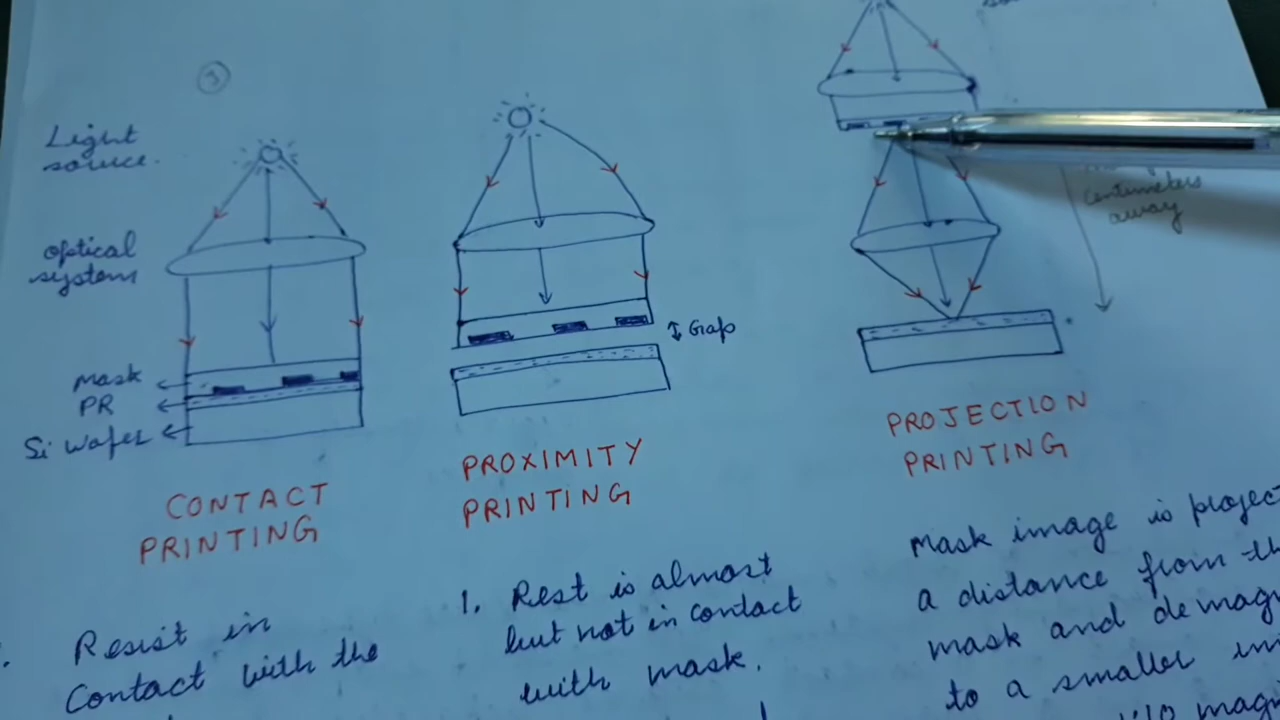 3
Light
source.
optical
system
Mask
PR
Si Wafer
CONTACT
PRINTING
Resist in
Contact with the
Gap
PROXIMITY
PRINTING
1. Rest is almost
but not in contact
with mask.
centimeters
away
PROJECTION
PRINTING
Mask image is projec
a distance from th
mask and demag
to a smaller im
magi